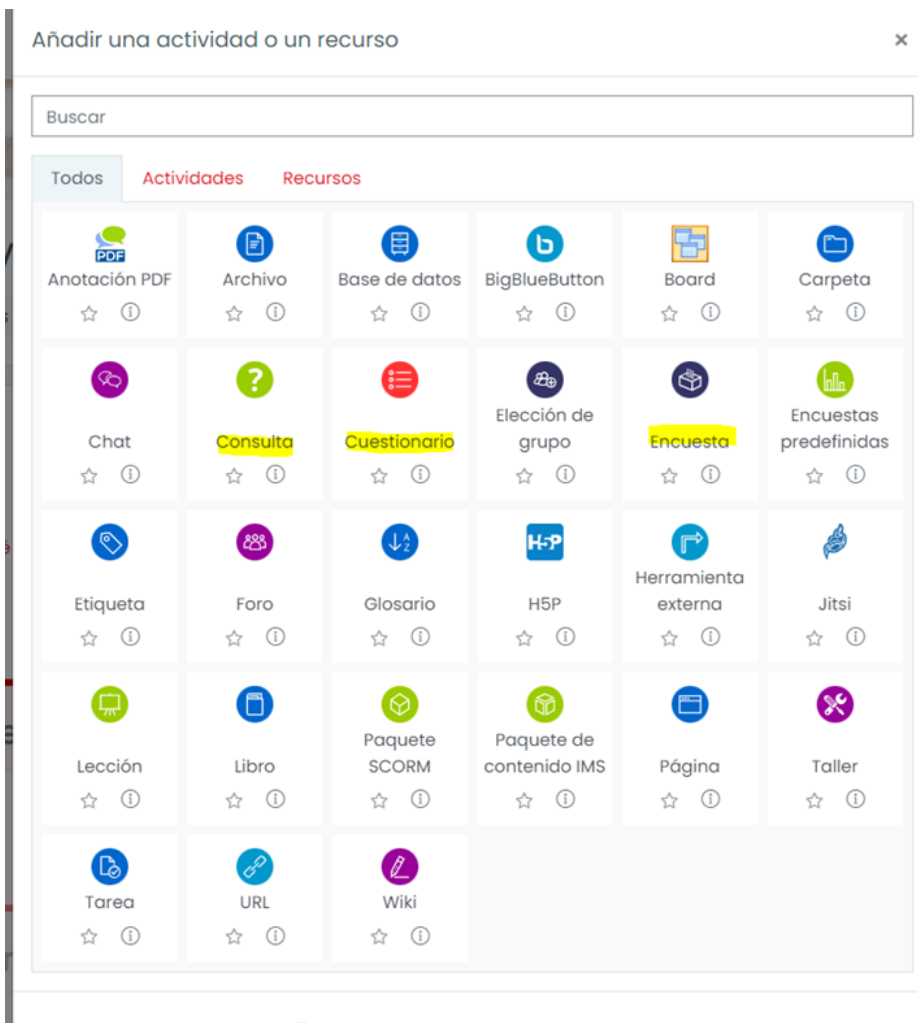 Añadir una actividad o un recurso ×
Buscar
Todos Actividades Recursos
PDF
Anotación PDF Archivo Base de datos BigBlueButton Board Carpeta
Chat Consulta Cuestionario Elección de grupo Encuesta Encuestas predefinidas
H5P
Etiqueta Foro Glosario H5P Herramienta externa Jitsi
Lección Libro Paquete SCORM Paquete de contenido IMS Página Taller
Tarea URL Wiki